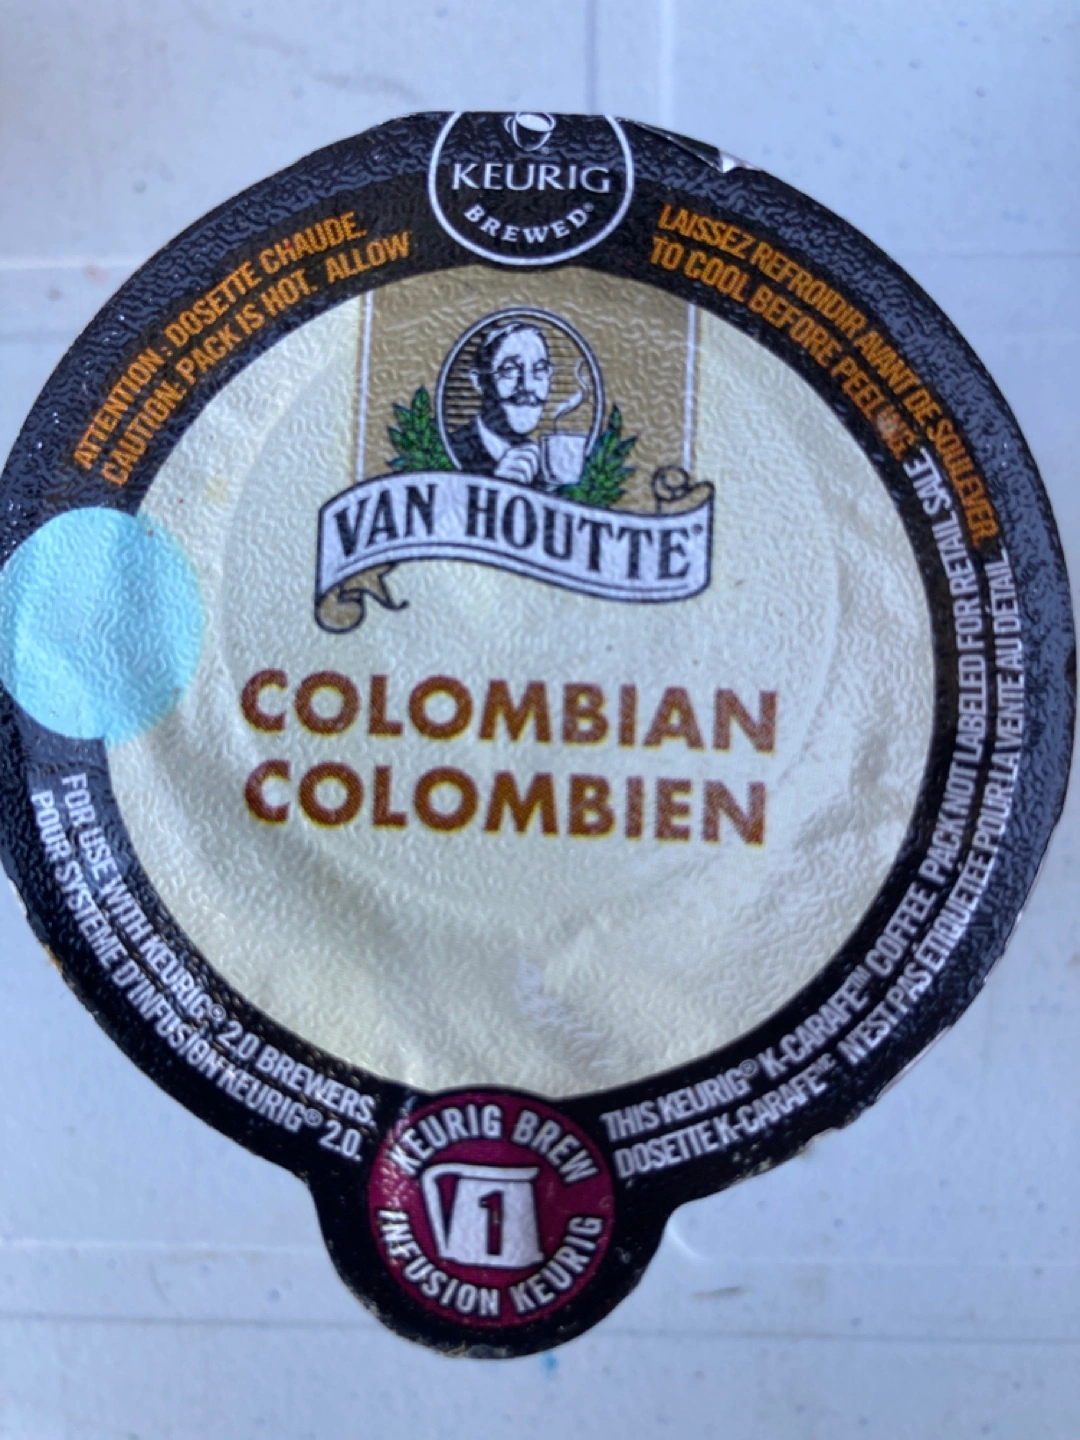 KEURIG
BREWED®
ATTENTION : DOSETTE CHAUDE.
CAUTION: PACK IS HOT. ALLOW
LAISSEZ REFROIDIR AVANT DE SOULEVER.
TO COOL BEFORE PEELING.
VAN HOUTTE®
COLOMBIAN
COLOMBIEN
FOR USE WITH KEURIG® 2.0 BREWERS.
POUR SYSTÈME D'INFUSION KEURIG® 2.0.
THIS KEURIG® K-CARAFE™ COFFEE PACK NOT LABELED FOR RETAIL SALE
DOSETTE K-CARAFE™ N'EST PAS ÉTIQUETÉE POUR LA VENTE AU DÉTAIL
KEURIG BREW
1
INFUSION KEURIG